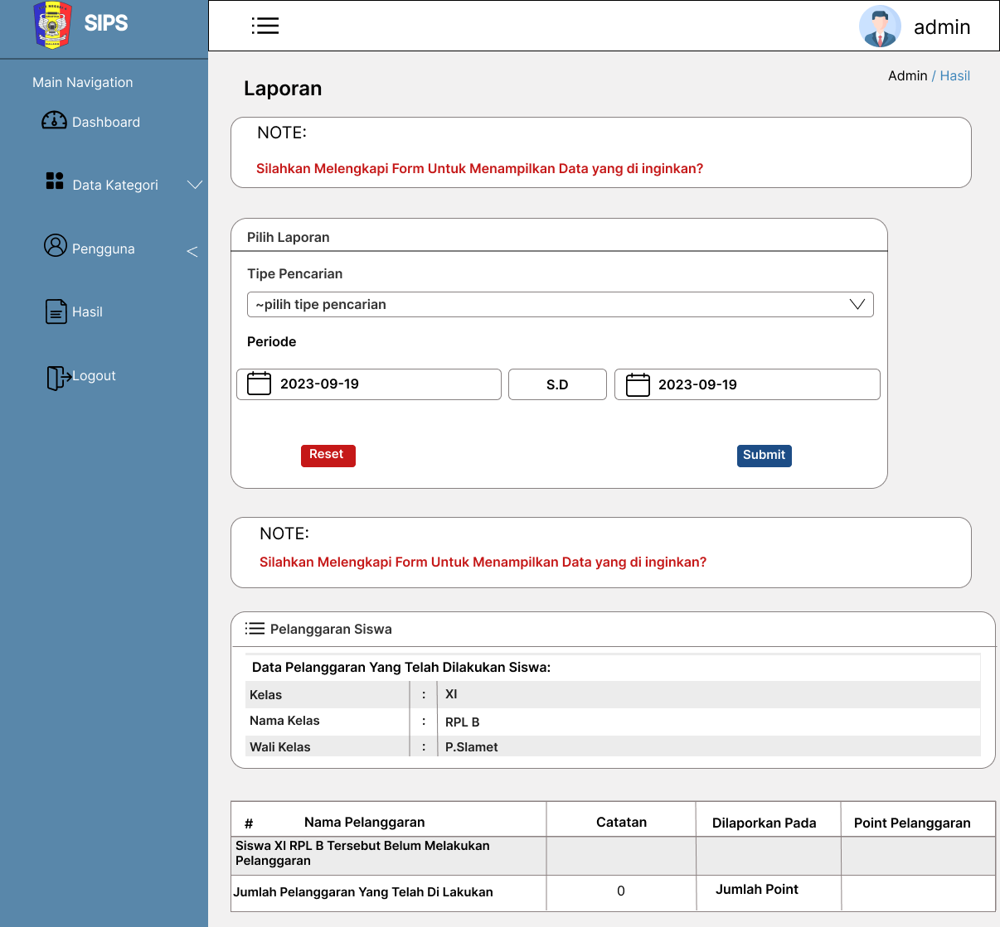 SIPS
admin
Main Navigation
Dashboard
Data Kategori
Pengguna
<
Hasil
Logout
Admin / Hasil
Laporan
NOTE:
Silahkan Melengkapi Form Untuk Menampilkan Data yang di inginkan?
Pilih Laporan
Tipe Pencarian
~pilih tipe pencarian
Periode
2023-09-19 S.D 2023-09-19
Reset Submit
NOTE:
Silahkan Melengkapi Form Untuk Menampilkan Data yang di inginkan?
Pelanggaran Siswa
Data Pelanggaran Yang Telah Dilakukan Siswa:
Kelas : XI
Nama Kelas : RPL B
Wali Kelas : P.Slamet
# Nama Pelanggaran Catatan Dilaporkan Pada Point Pelanggaran
Siswa XI RPL B Tersebut Belum Melakukan
Pelanggaran
Jumlah Pelanggaran Yang Telah Di Lakukan 0 Jumlah Point